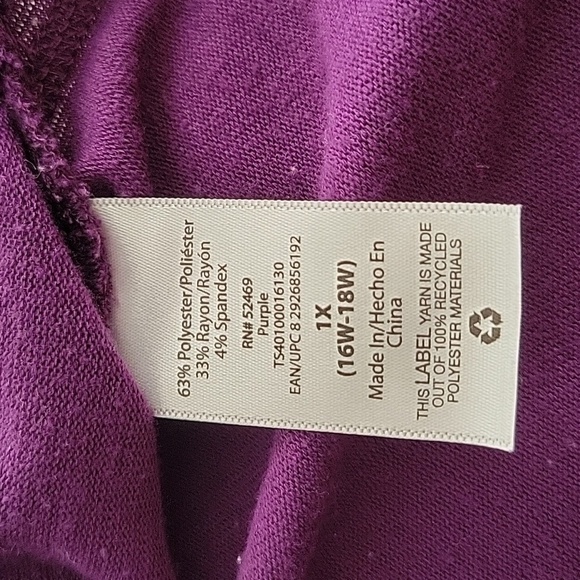 63% Polyester/Poliéster
33% Rayon/Rayón
4% Spandex
RN# 52469
Purple
TS40100016130
EAN/UPC 8 2926856192
1X
(16W-18W)
Made In/Hecho En
China
THIS LABEL YARN IS MADE
OUT OF 100% RECYCLED
POLYESTER MATERIALS